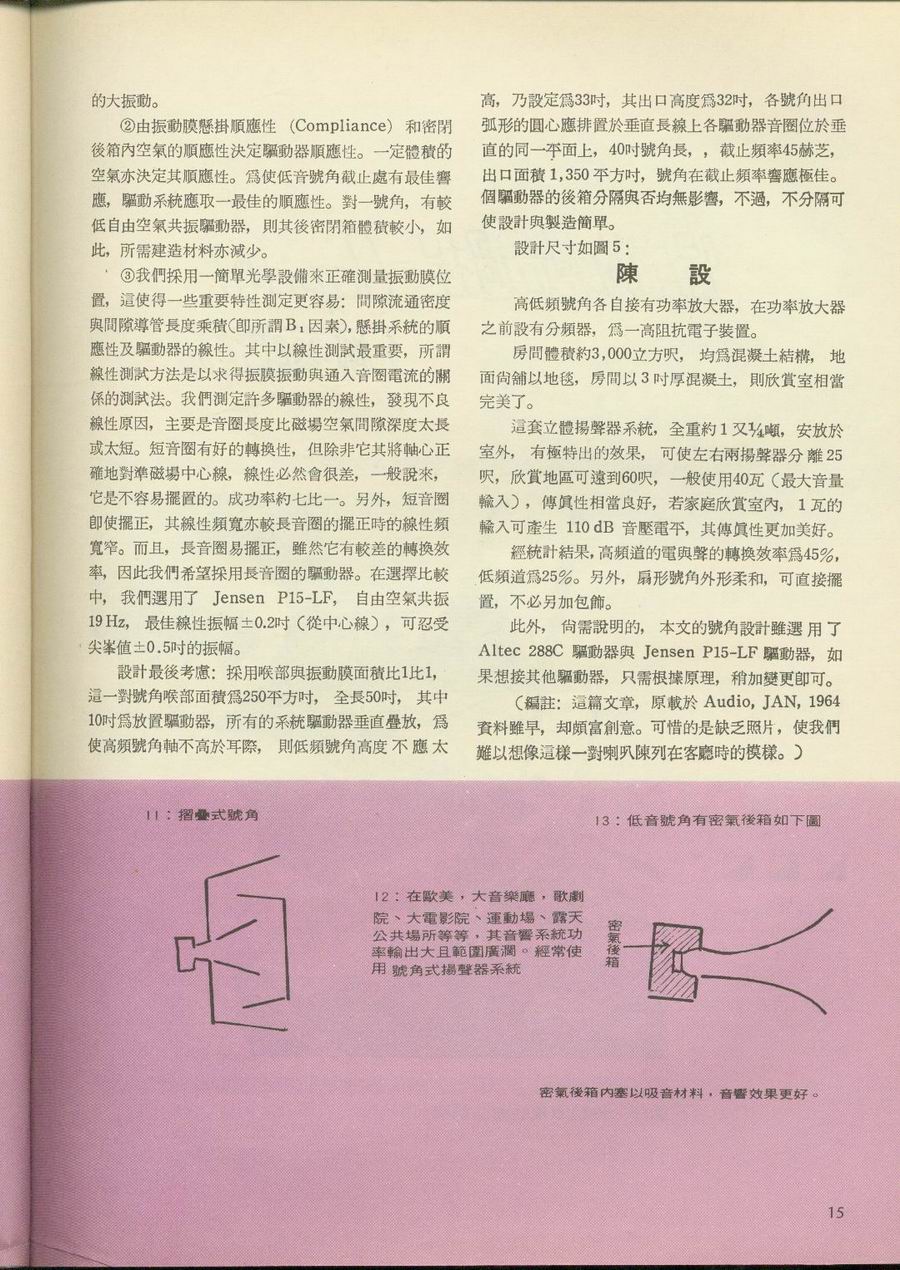 的大振動。
②由振動膜懸掛順應性 (Compliance) 和密閉
後箱內空氣的順應性決定驅動器順應性。一定體積的
空氣亦決定其順應性。爲使低音號角截止處有最佳響
應，驅動系統應取一最佳的順應性。對一號角，有較
低自由空氣共振驅動器，則其後密閉箱體積較小，如
此，所需建造材料亦減少。
③我們採用一簡單光學設備來正確測量振動膜位
置，這使得一些重要特性測定更容易：間隙流通密度
與間隙導管長度乘積(即所謂B₁因素)，懸掛系統的順
應性及驅動器的線性。其中以線性測試最重要，所謂
線性測試方法是以求得振膜振動與通入音圈電流的關
係的測試法。我們測定許多驅動器的線性，發現不良
線性原因，主要是音圈長度比磁場空氣間隙深度太長
或太短。短音圈有好的轉換性，但除非它其將軸心正
確地對準磁場中心線，線性必然會很差，一般說來，
它是不容易擺置的。成功率約七比一。另外，短音圈
即使擺正，其線性頻寬亦較長音圈的擺正時的線性頻
寬窄。而且，長音圈易擺正，雖然它有較差的轉換效
率，因此我們希望採用長音圈的驅動器。在選擇比較
中，我們選用了 Jensen P15-LF，自由空氣共振
19 Hz，最佳線性振幅±0.2吋（從中心線），可忍受
尖峯值±0.5吋的振幅。
設計最後考慮：採用喉部與振動膜面積比1比1，
這一對號角喉部面積爲250平方吋，全長50吋，其中
10吋爲放置驅動器，所有的系統驅動器垂直疊放，爲
使高頻號角軸不高於耳際，則低頻號角高度不應太
高，乃設定爲33吋，其出口高度爲32吋，各號角出口
弧形的圓心應排置於垂直長線上各驅動器音圈位於垂
直的同一平面上，40吋號角長，，截止頻率45赫芝，
出口面積 1,350 平方吋，號角在截止頻率響應極佳。
個驅動器的後箱分隔與否均無影響，不過，不分隔可
使設計與製造簡單。
設計尺寸如圖 5：
陳 設
高低頻號角各自接有功率放大器，在功率放大器
之前設有分頻器，爲一高阻抗電子裝置。
房間體積約3,000立方呎，均爲混凝土結構，地
面尙舖以地毯，房間以 3 吋厚混凝土，則欣賞室相當
完美了。
這套立體揚聲器系統，全重約 1 又¼噸，安放於
室外，有極特出的效果，可使左右兩揚聲器分離 25
呎，欣賞地區可遠到60呎，一般使用40瓦（最大音量
輸入），傳眞性相當良好，若家庭欣賞室內，1 瓦的
輸入可產生 110 dB 音壓電平，其傳眞性更加美好。
經統計結果，高頻道的電與聲的轉換效率爲45%，
低頻道爲25%。另外，扇形號角外形柔和，可直接擺
置，不必另加包飾。
此外，尙需說明的，本文的號角設計雖選用了
Altec 288C 驅動器與 Jensen P15-LF 驅動器，如
果想接其他驅動器，只需根據原理，稍加變更即可。
（編註：這篇文章，原載於 Audio, JAN, 1964
資料雖早，却頗富創意。可惜的是缺乏照片，使我們
難以想像這樣一對喇叭陳列在客廳時的模樣。）
11：摺疊式號角
12：在歐美，大音樂廳，歌劇
院、大電影院、運動場、露天
公共場所等等，其音響系統功
率輸出大且範圍廣濶。經常使
用號角式揚聲器系統
13：低音號角有密氣後箱如下圖
密氣後箱
密氣後箱內塞以吸音材料，音響效果更好。
15